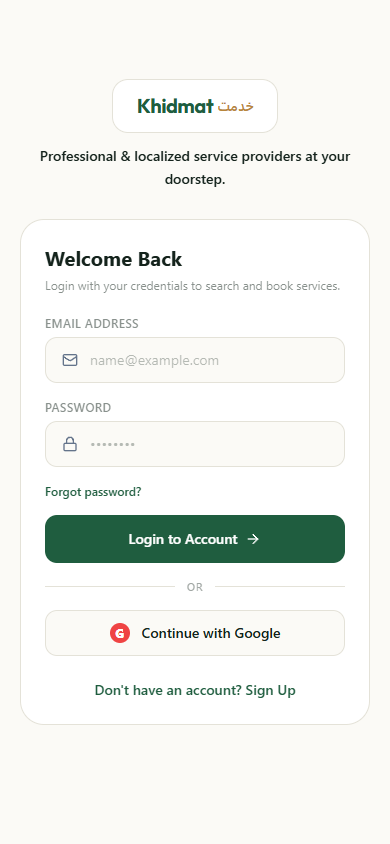 Khidmat خدمت
Professional & localized service providers at your
doorstep.
Welcome Back
Login with your credentials to search and book services.
EMAIL ADDRESS
name@example.com
PASSWORD
••••••••
Forgot password?
Login to Account →
OR
G Continue with Google
Don't have an account? Sign Up